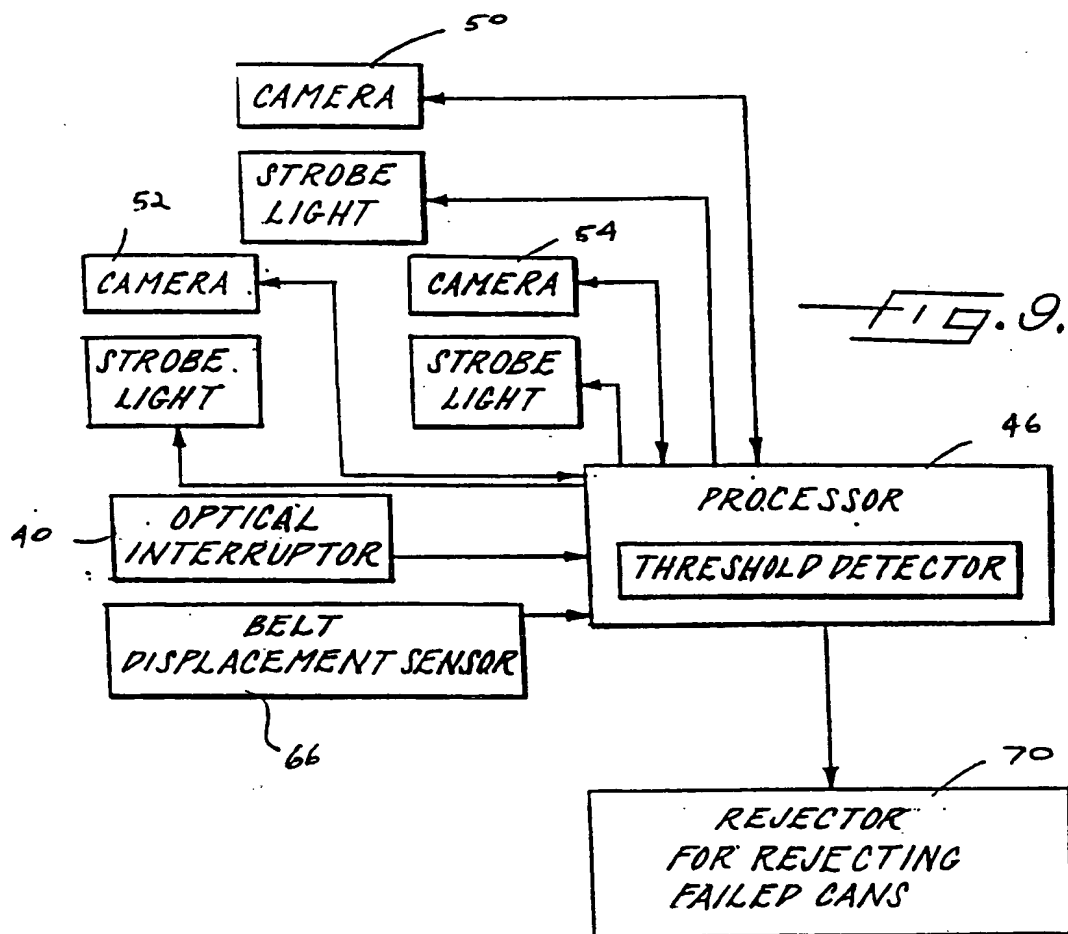 50
CAMERA
STROBE
LIGHT
52
54
CAMERA
CAMERA
Fig. 9.
STROBE
LIGHT
STROBE
LIGHT
46
PROCESSOR
40
OPTICAL
INTERRUPTOR
THRESHOLD DETECTOR
BELT
DISPLACEMENT SENSOR
66
70
REJECTOR
FOR REJECTING
FAILED CANS